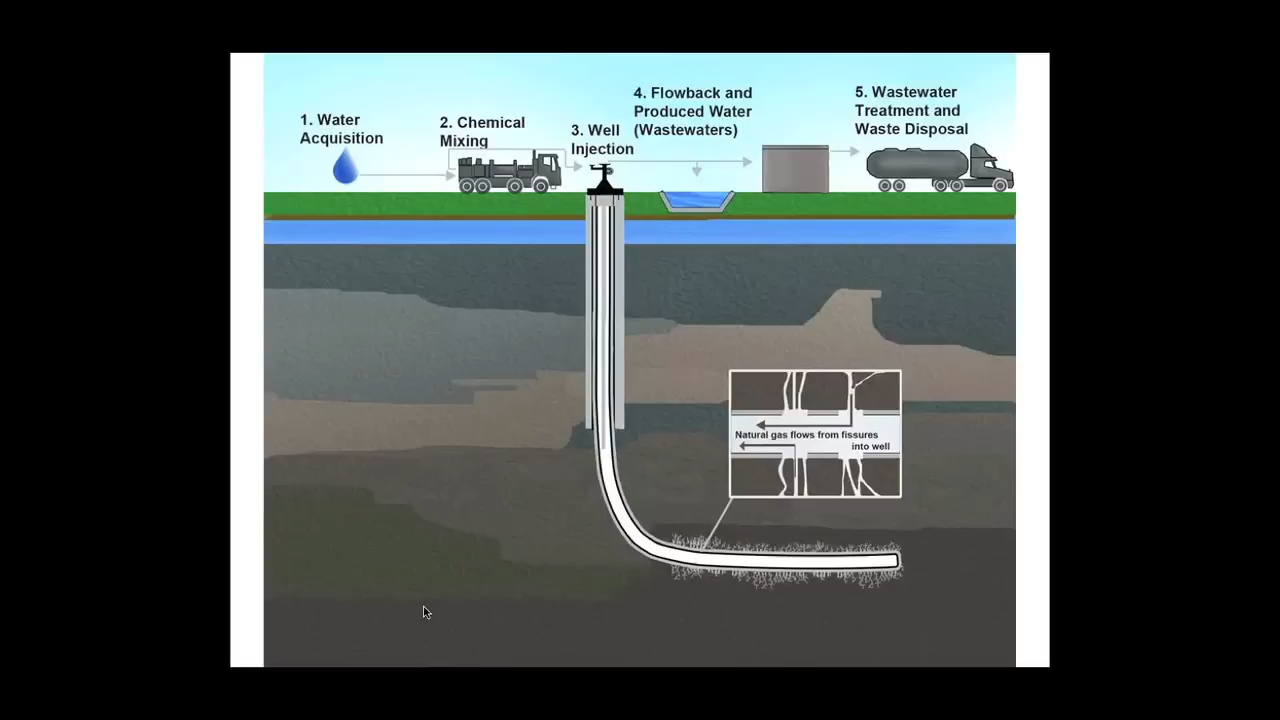 1. Water
Acquisition
2. Chemical
Mixing
3. Well
Injection
4. Flowback and
Produced Water
(Wastewaters)
5. Wastewater
Treatment and
Waste Disposal
Natural gas flows from fissures
into well